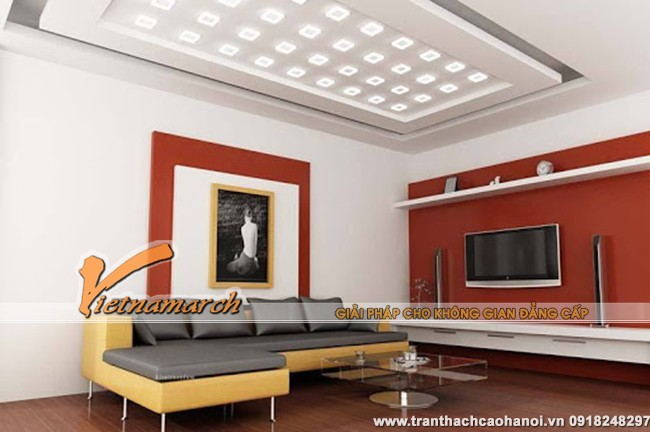 Vietnamarch
GIẢI PHÁP CHO KHÔNG GIAN ĐẲNG CẤP
www.tranthachcaohanoi.vn 0918248297